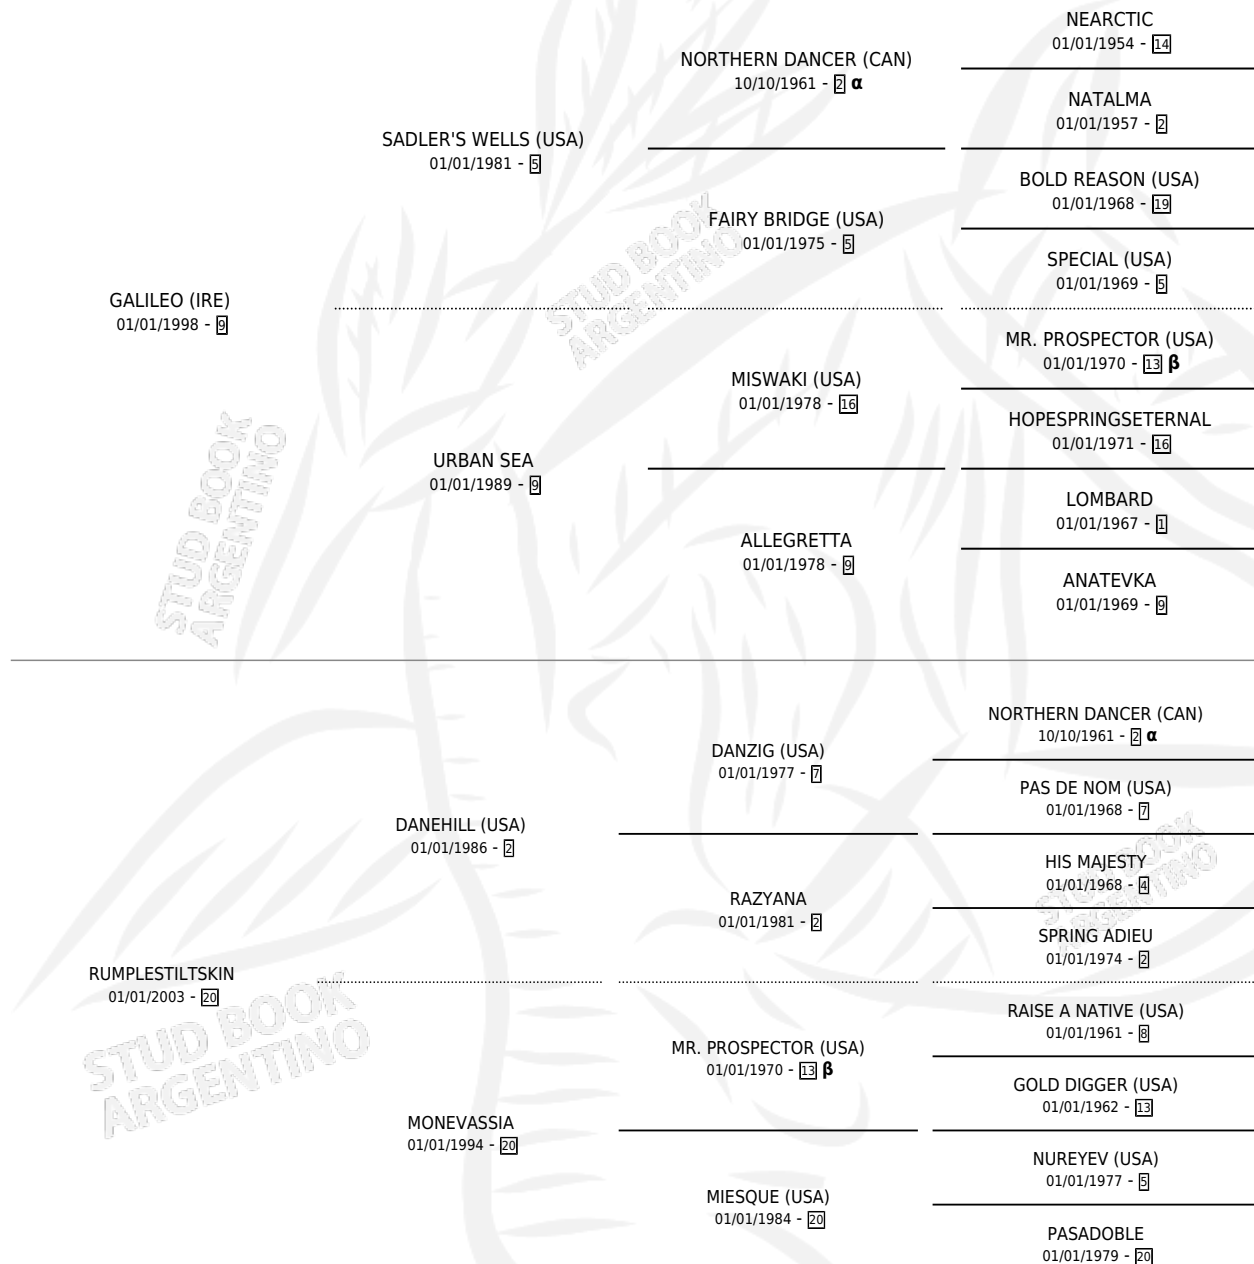 NEARCTIC
01/01/1954 - 14
NORTHERN DANCER (CAN)
10/10/1961 - 2 α
NATALMA
01/01/1957 - 2
SADLER'S WELLS (USA)
01/01/1981 - 5
BOLD REASON (USA)
01/01/1968 - 19
FAIRY BRIDGE (USA)
01/01/1975 - 5
SPECIAL (USA)
01/01/1969 - 5
GALILEO (IRE)
01/01/1998 - 9
MR. PROSPECTOR (USA)
01/01/1970 - 13 β
MISWAKI (USA)
01/01/1978 - 16
HOPESPRINGSETERNAL
01/01/1971 - 16
URBAN SEA
01/01/1989 - 9
LOMBARD
01/01/1967 - 1
ALLEGRETTA
01/01/1978 - 9
ANATEVKA
01/01/1969 - 9
NORTHERN DANCER (CAN)
10/10/1961 - 2 α
DANZIG (USA)
01/01/1977 - 7
PAS DE NOM (USA)
01/01/1968 - 7
DANEHILL (USA)
01/01/1986 - 2
HIS MAJESTY
01/01/1968 - 4
RAZYANA
01/01/1981 - 2
SPRING ADIEU
01/01/1974 - 2
RUMPLESTILTSKIN
01/01/2003 - 20
RAISE A NATIVE (USA)
01/01/1961 - 8
MR. PROSPECTOR (USA)
01/01/1970 - 13 β
GOLD DIGGER (USA)
01/01/1962 - 13
MONEVASSIA
01/01/1994 - 20
NUREYEV (USA)
01/01/1977 - 5
MIESQUE (USA)
01/01/1984 - 20
PASADOBLE
01/01/1979 - 20
STUD BOOK
ARGENTINO
STUD BOOK
ARGENTINO
STUD BOOK
ARGENTINO
STUD BOOK
ARGENTINO